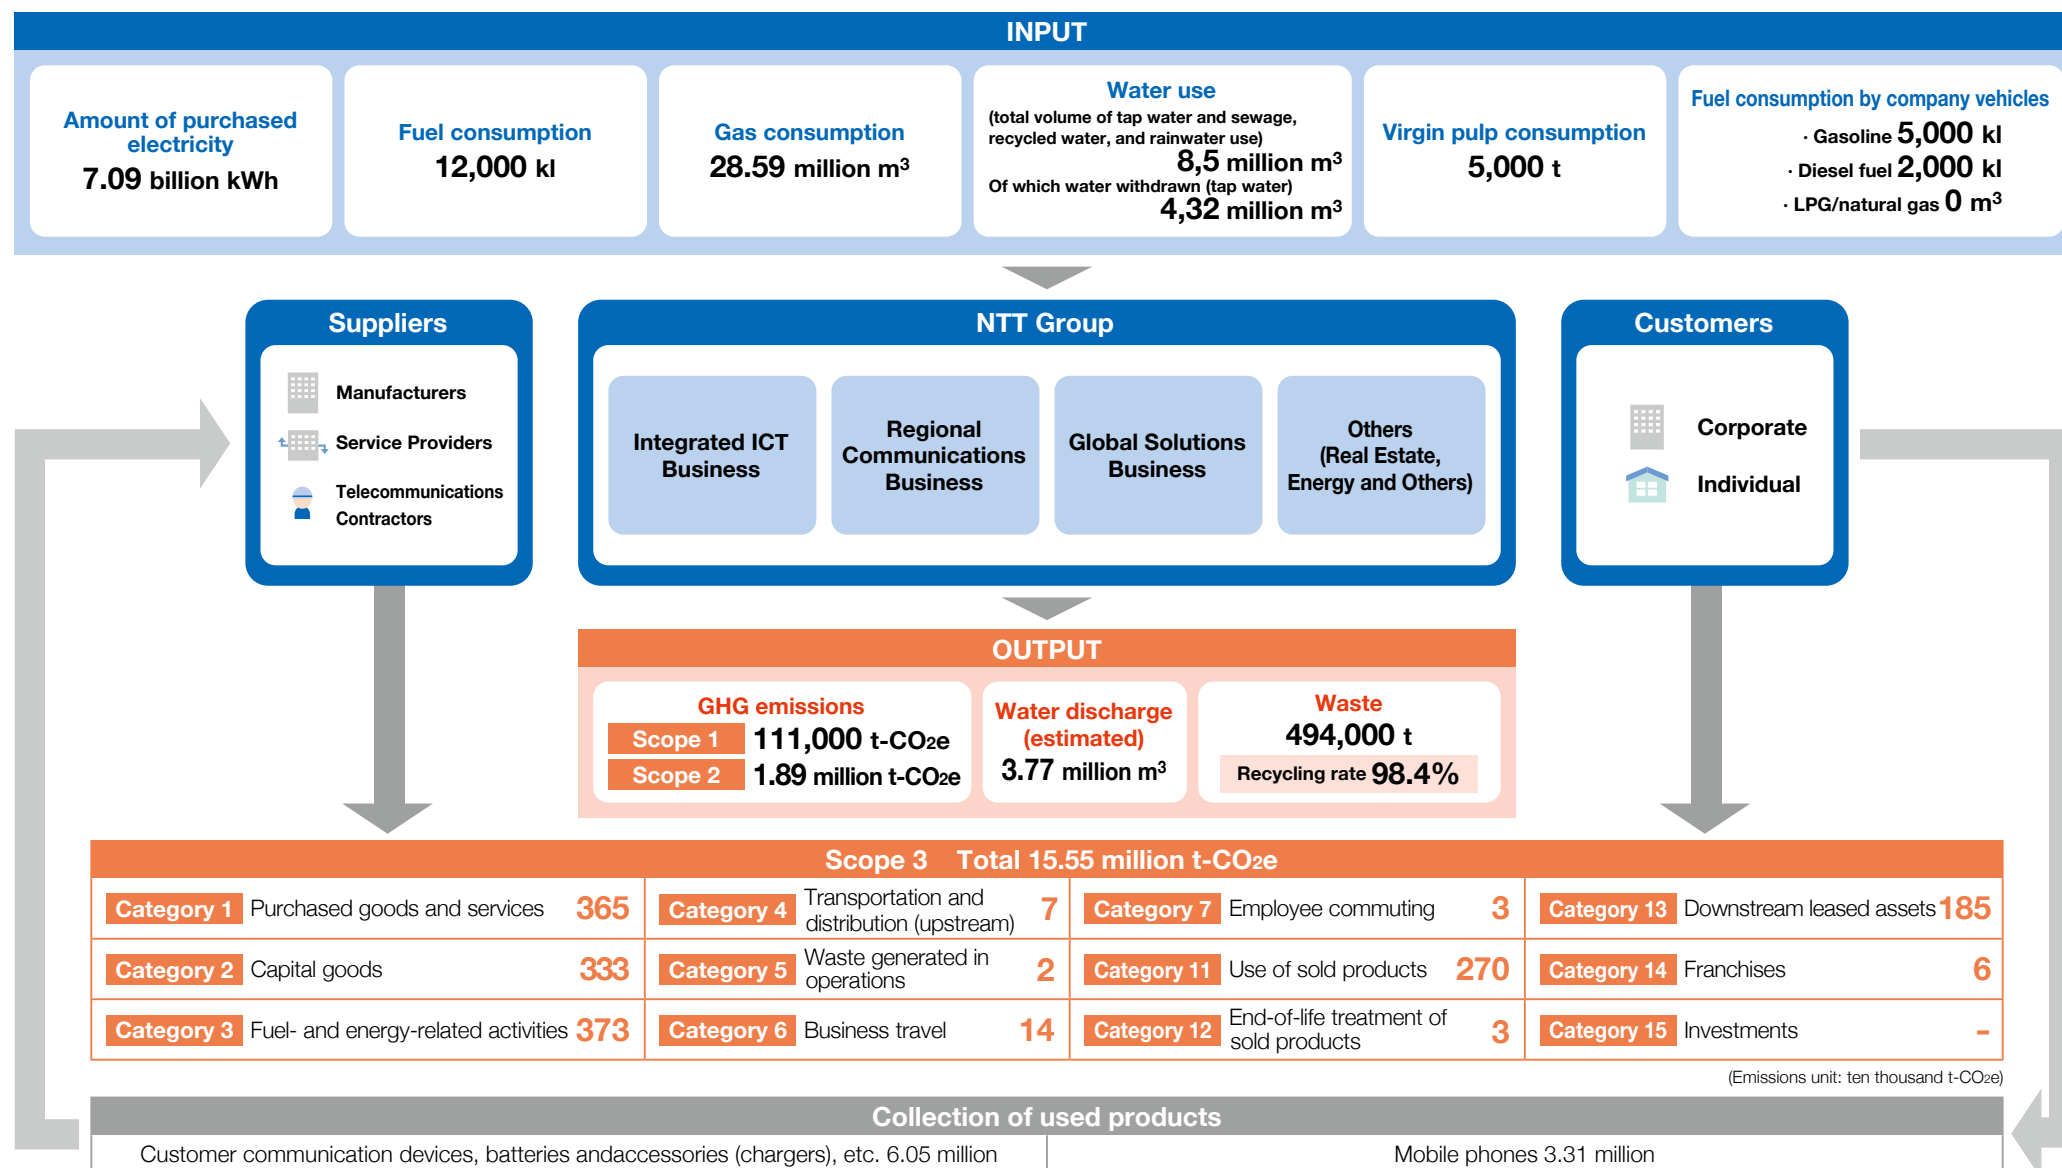 INPUT
Amount of purchased
electricity
7.09 billion kWh
Fuel consumption
12,000 kl
Gas consumption
28.59 million m³
Water use
(total volume of tap water and sewage,
recycled water, and rainwater use)
8,5 million m³
Of which water withdrawn (tap water)
4,32 million m³
Virgin pulp consumption
5,000 t
Fuel consumption by company vehicles
· Gasoline 5,000 kl
· Diesel fuel 2,000 kl
· LPG/natural gas 0 m³
Suppliers
Manufacturers
Service Providers
Telecommunications
Contractors
NTT Group
Integrated ICT
Business
Regional
Communications
Business
Global Solutions
Business
Others
(Real Estate,
Energy and Others)
Customers
Corporate
Individual
OUTPUT
GHG emissions
Scope 1 111,000 t-CO2e
Scope 2 1.89 million t-CO2e
Water discharge
(estimated)
3.77 million m³
Waste
494,000 t
Recycling rate 98.4%
Scope 3 Total 15.55 million t-CO2e
Category 1 Purchased goods and services 365
Category 2 Capital goods 333
Category 3 Fuel- and energy-related activities 373
Category 4 Transportation and
distribution (upstream) 7
Category 5 Waste generated in
operations 2
Category 6 Business travel 14
Category 7 Employee commuting 3
Category 11 Use of sold products 270
Category 12 End-of-life treatment of
sold products 3
Category 13 Downstream leased assets 185
Category 14 Franchises 6
Category 15 Investments -
(Emissions unit: ten thousand t-CO2e)
Collection of used products
Customer communication devices, batteries andaccessories (chargers), etc. 6.05 million
Mobile phones 3.31 million